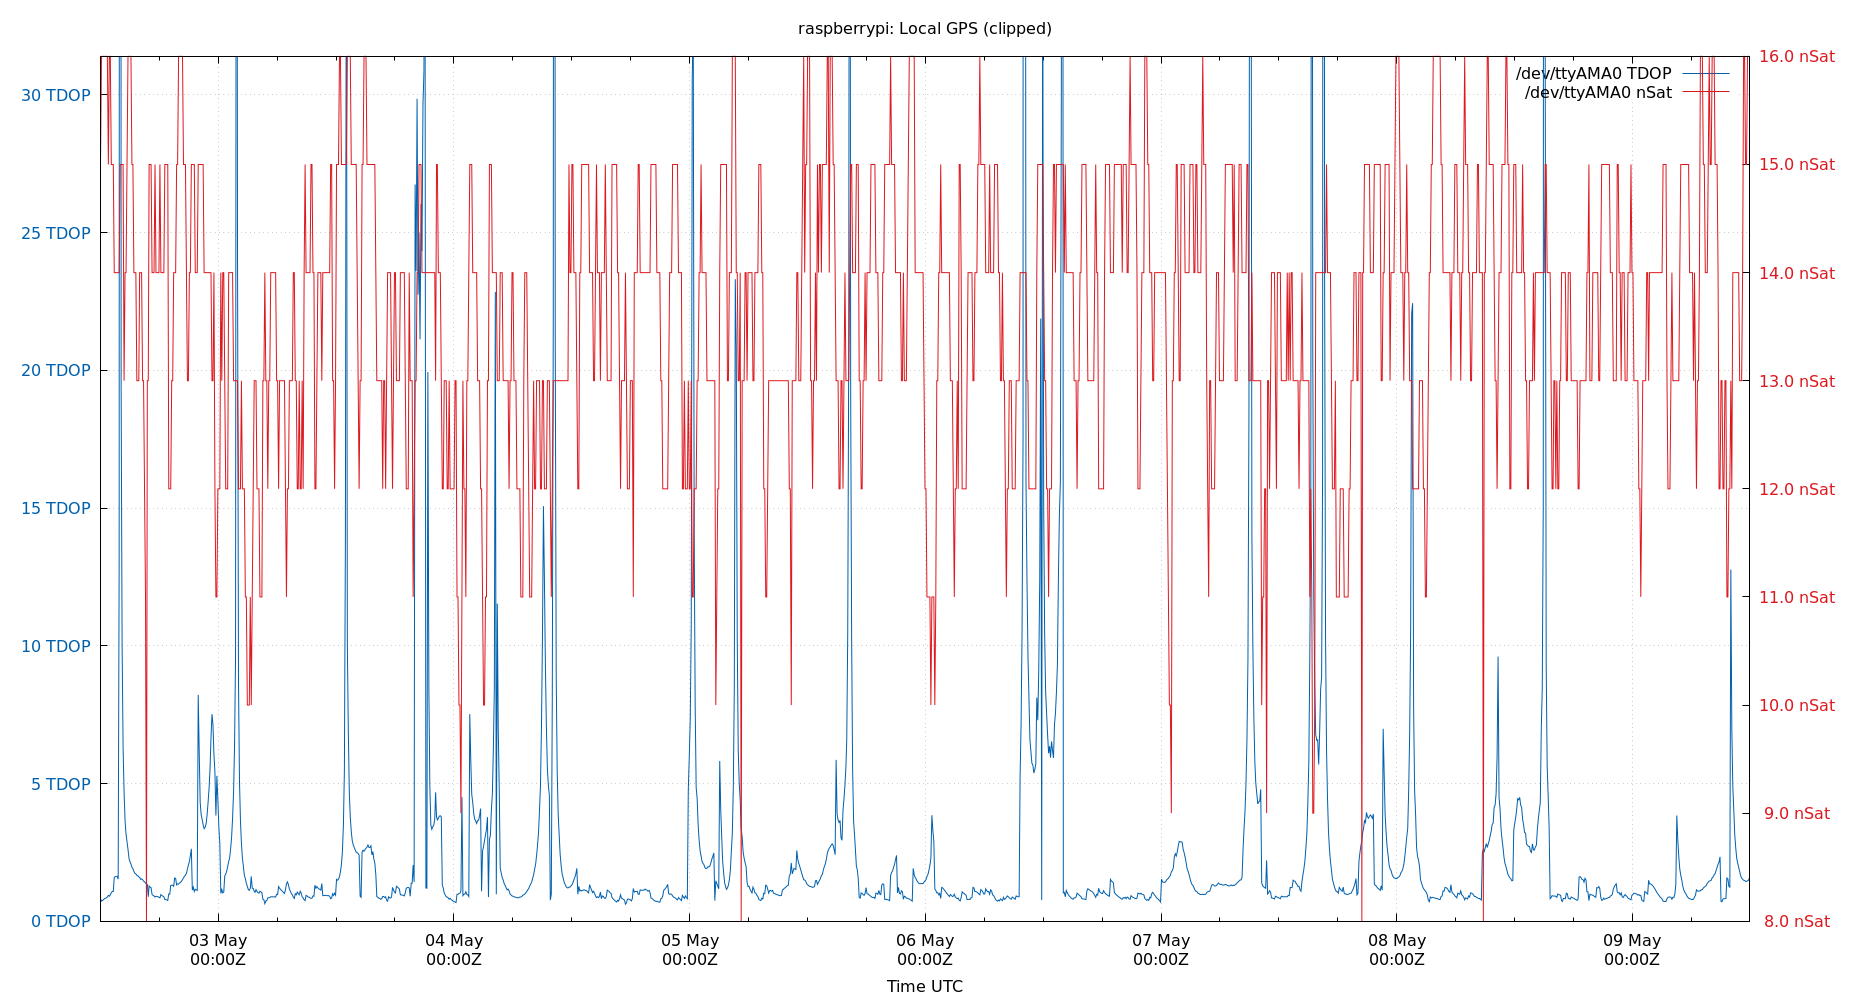 raspberrypi: Local GPS (clipped)
/dev/ttyAMA0 TDOP
/dev/ttyAMA0 nSat
30 TDOP
25 TDOP
20 TDOP
15 TDOP
10 TDOP
5 TDOP
0 TDOP
16.0 nSat
15.0 nSat
14.0 nSat
13.0 nSat
12.0 nSat
11.0 nSat
10.0 nSat
9.0 nSat
8.0 nSat
03 May
00:00Z
04 May
00:00Z
05 May
00:00Z
06 May
00:00Z
07 May
00:00Z
08 May
00:00Z
09 May
00:00Z
Time UTC